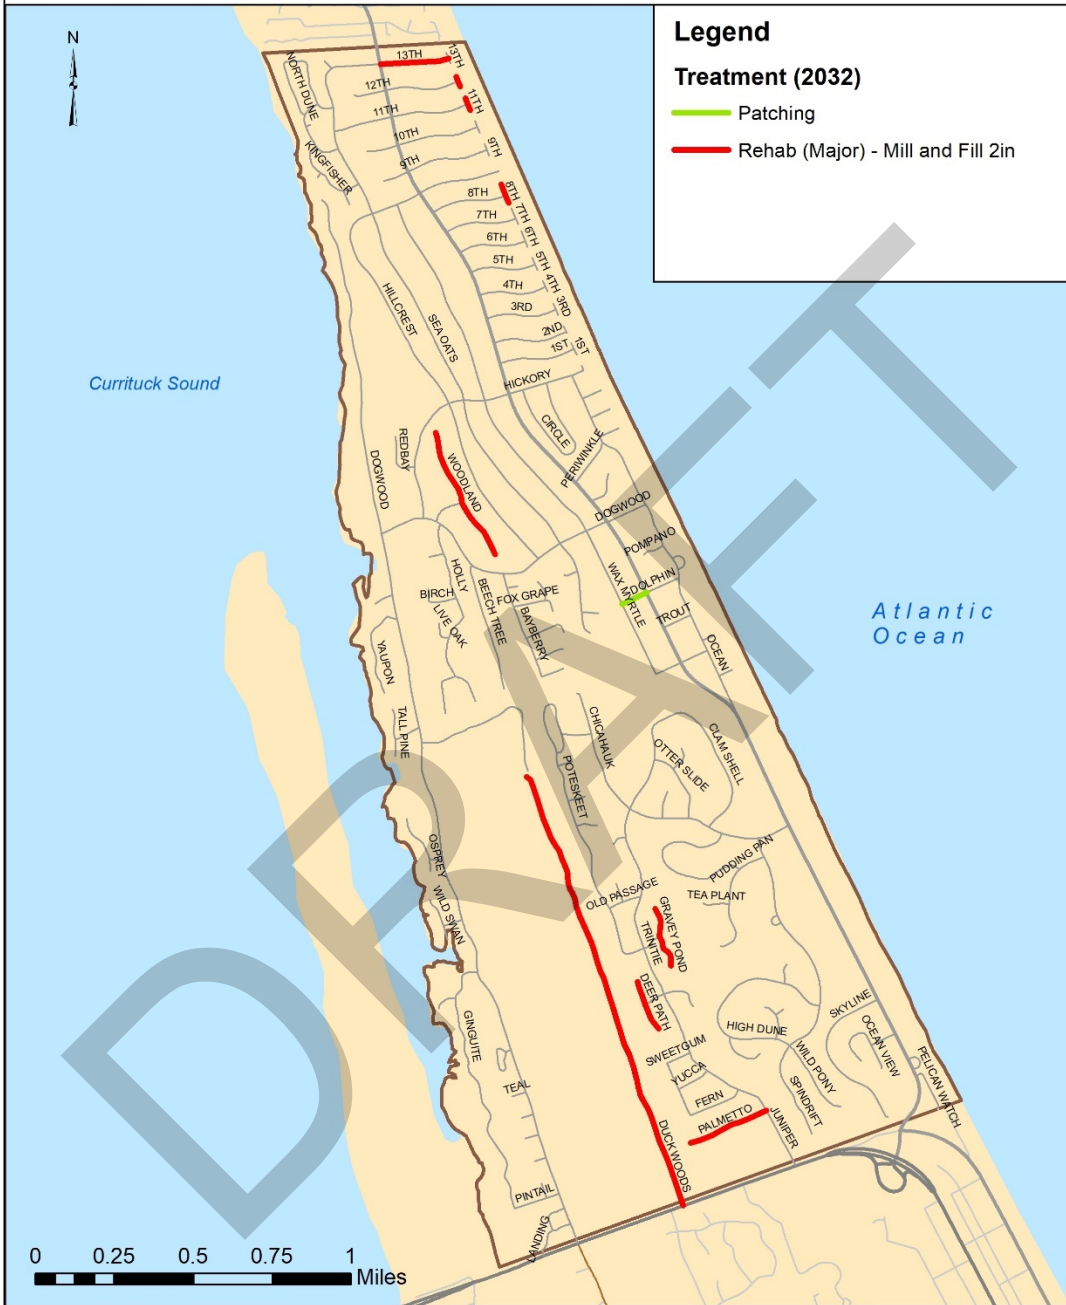 Legend
Treatment (2032)
Patching
Rehab (Major) - Mill and Fill 2in
N
13TH
13TH
NORTH DUNE
12TH
11TH
11TH
10TH
9TH
9TH
KINGFISHER
8TH
8TH
7TH
7TH
6TH
6TH
5TH
5TH
4TH
4TH
3RD
3RD
2ND
1ST
1ST
HILLCREST
SEA OATS
Currituck Sound
HICKORY
CIRCLE
PERIWINKLE
REDBAY
DOGWOOD
WOODLAND
DOGWOOD
POMPANO
DOLPHIN
WAX MYRTLE
TROUT
OCEAN
Atlantic
Ocean
HOLLY
BIRCH
LIVE OAK
BEECH TREE
FOX GRAPE
BAYBERRY
YAUPON
TALL PINE
CHICAHAUK
POTESKEET
OTTER SLIDE
CLAM SHELL
OSPREY
WILD SWAN
PUDDING PAN
OLD PASSAGE
TEA PLANT
GRAVEY POND
TRINITIE
DEER PATH
GINGUITE
HIGH DUNE
SKYLINE
OCEAN VIEW
SWEETGUM
YUCCA
WILD PONY
SPINDRIFT
PELICAN WATCH
TEAL
FERN
PALMETTO
JUNIPER
DUCK WOODS
PINTAIL
LANDING
0 0.25 0.5 0.75 1
Miles
DRAFT